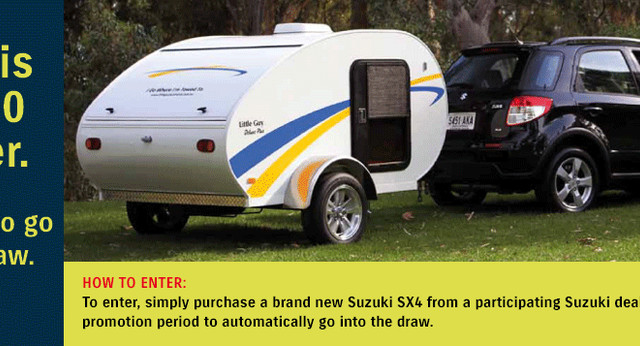 is
0
er.
o go
aw.
Little Guy
Deluxe Plus
S451 AKA
HOW TO ENTER:
To enter, simply purchase a brand new Suzuki SX4 from a participating Suzuki deal
promotion period to automatically go into the draw.